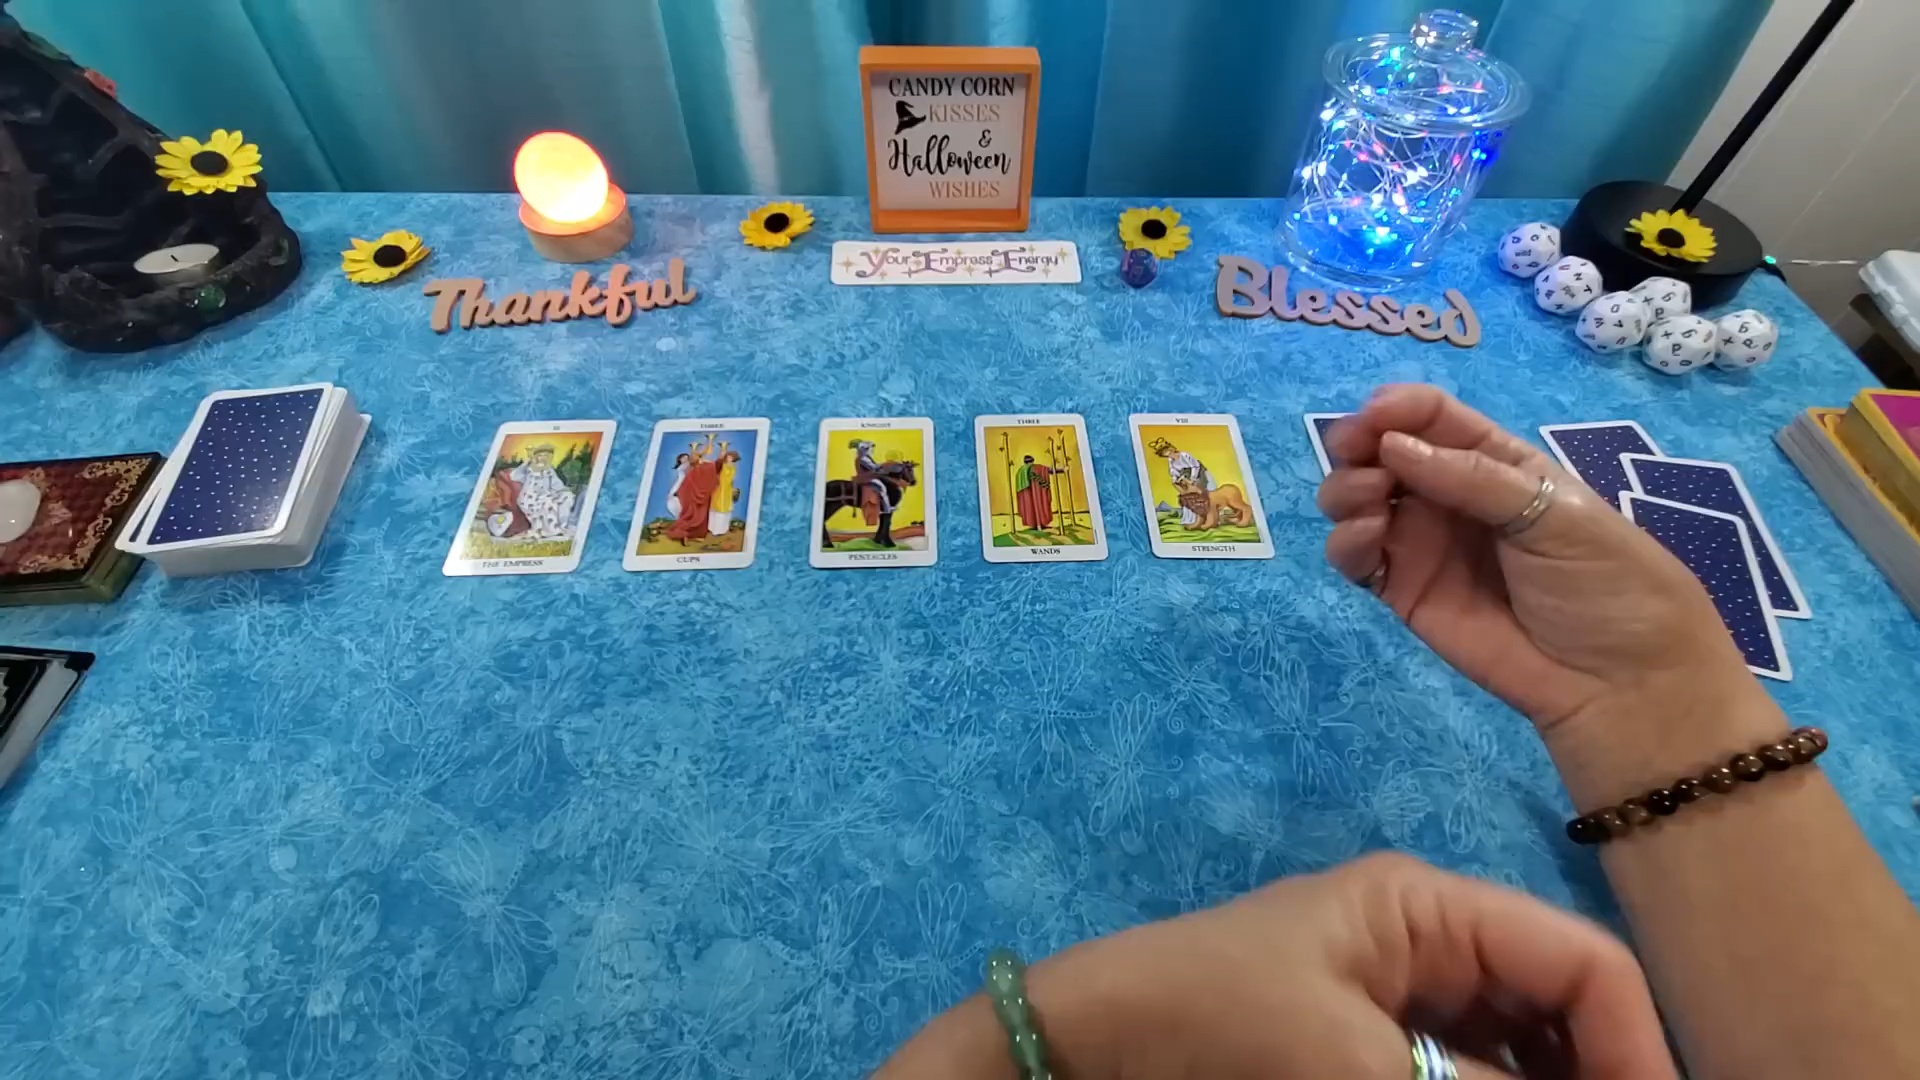 CANDY CORN
KISSES
&
Halloween
WISHES
Your Empress Energy
Thankful
Blessed
III
THE EMPRESS
THREE
CUPS
KNIGHT
PENTACLES
THREE
WANDS
VIII
STRENGTH